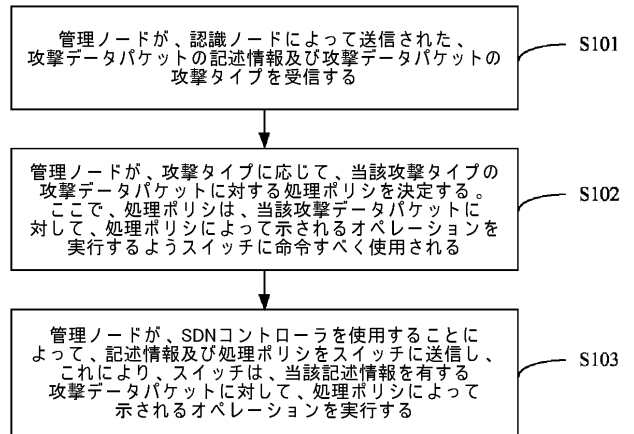 管理ノードが、認識ノードによって送信された、
攻撃データパケットの記述情報及び攻撃データパケットの
攻撃タイプを受信する
S101
管理ノードが、攻撃タイプに応じて、当該攻撃タイプの
攻撃データパケットに対する処理ポリシを決定する。
ここで、処理ポリシは、当該攻撃データパケットに
対して、処理ポリシによって示されるオペレーションを
実行するようスイッチに命令すべく使用される
S102
管理ノードが、SDNコントローラを使用することに
よって、記述情報及び処理ポリシをスイッチに送信し、
これにより、スイッチは、当該記述情報を有する
攻撃データパケットに対して、処理ポリシによって
示されるオペレーションを実行する
S103